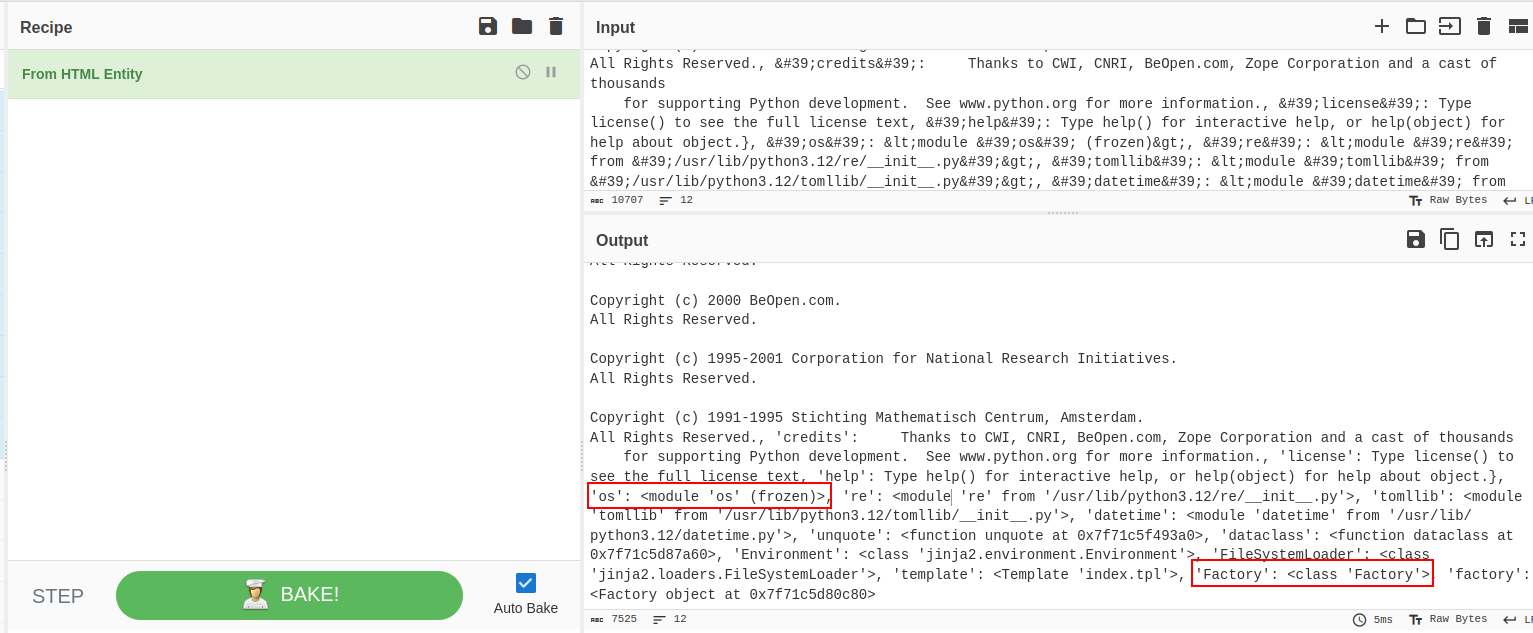 Recipe
From HTML Entity
STEP
BAKE!
Auto Bake
Input
All Rights Reserved., &#39;credits&#39;:     Thanks to CWI, CNRI, BeOpen.com, Zope Corporation and a cast of
thousands
    for supporting Python development.  See www.python.org for more information., &#39;license&#39;: Type
license() to see the full license text, &#39;help&#39;: Type help() for interactive help, or help(object) for
help about object.}, &#39;os&#39;: &lt;module &#39;os&#39; (frozen)&gt;, &#39;re&#39;: &lt;module &#39;re&#39;
from &#39;/usr/lib/python3.12/re/__init__.py&#39;&gt;, &#39;tomllib&#39;: &lt;module &#39;tomllib&#39; from
&#39;/usr/lib/python3.12/tomllib/__init__.py&#39;&gt;, &#39;datetime&#39;: &lt;module &#39;datetime&#39; from
ABC 10707 12 Tт Raw Bytes
Output
All Rights Reserved.
Copyright (c) 2000 BeOpen.com.
All Rights Reserved.
Copyright (c) 1995-2001 Corporation for National Research Initiatives.
All Rights Reserved.
Copyright (c) 1991-1995 Stichting Mathematisch Centrum, Amsterdam.
All Rights Reserved., 'credits':     Thanks to CWI, CNRI, BeOpen.com, Zope Corporation and a cast of thousands
    for supporting Python development.  See www.python.org for more information., 'license': Type license() to
see the full license text, 'help': Type help() for interactive help, or help(object) for help about object.},
'os': <module 'os' (frozen)>, 're': <module 're' from '/usr/lib/python3.12/re/__init__.py'>, 'tomllib': <module
'tomllib' from '/usr/lib/python3.12/tomllib/__init__.py'>, 'datetime': <module 'datetime' from '/usr/lib/
python3.12/datetime.py'>, 'unquote': <function unquote at 0x7f71c5f493a0>, 'dataclass': <function dataclass at
0x7f71c5d87a60>, 'Environment': <class 'jinja2.environment.Environment'>, 'FileSystemLoader': <class
'jinja2.loaders.FileSystemLoader'>, 'template': <Template 'index.tpl'>, 'Factory': <class 'Factory'>, 'factory':
<Factory object at 0x7f71c5d80c80>
ABC 7525 12 5ms Tт Raw Bytes